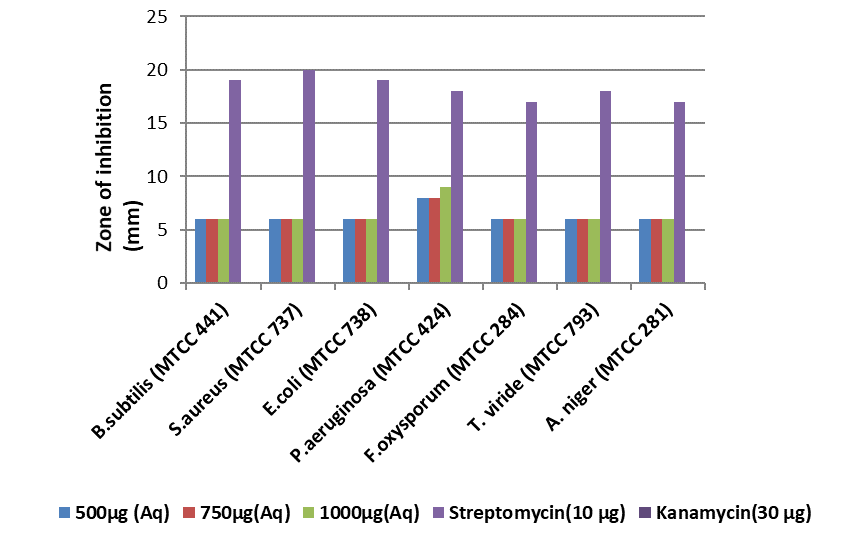 25
20
15
10
5
0
Zone of inhibition
(mm)
B.subtilis (MTCC 441)
S.aureus (MTCC 737)
E.coli (MTCC 738)
P.aeruginosa (MTCC 424)
F.oxysporum (MTCC 284)
T. viride (MTCC 793)
A. niger (MTCC 281)
500µg (Aq) 750µg(Aq) 1000µg(Aq) Streptomycin(10 µg) Kanamycin(30 µg)